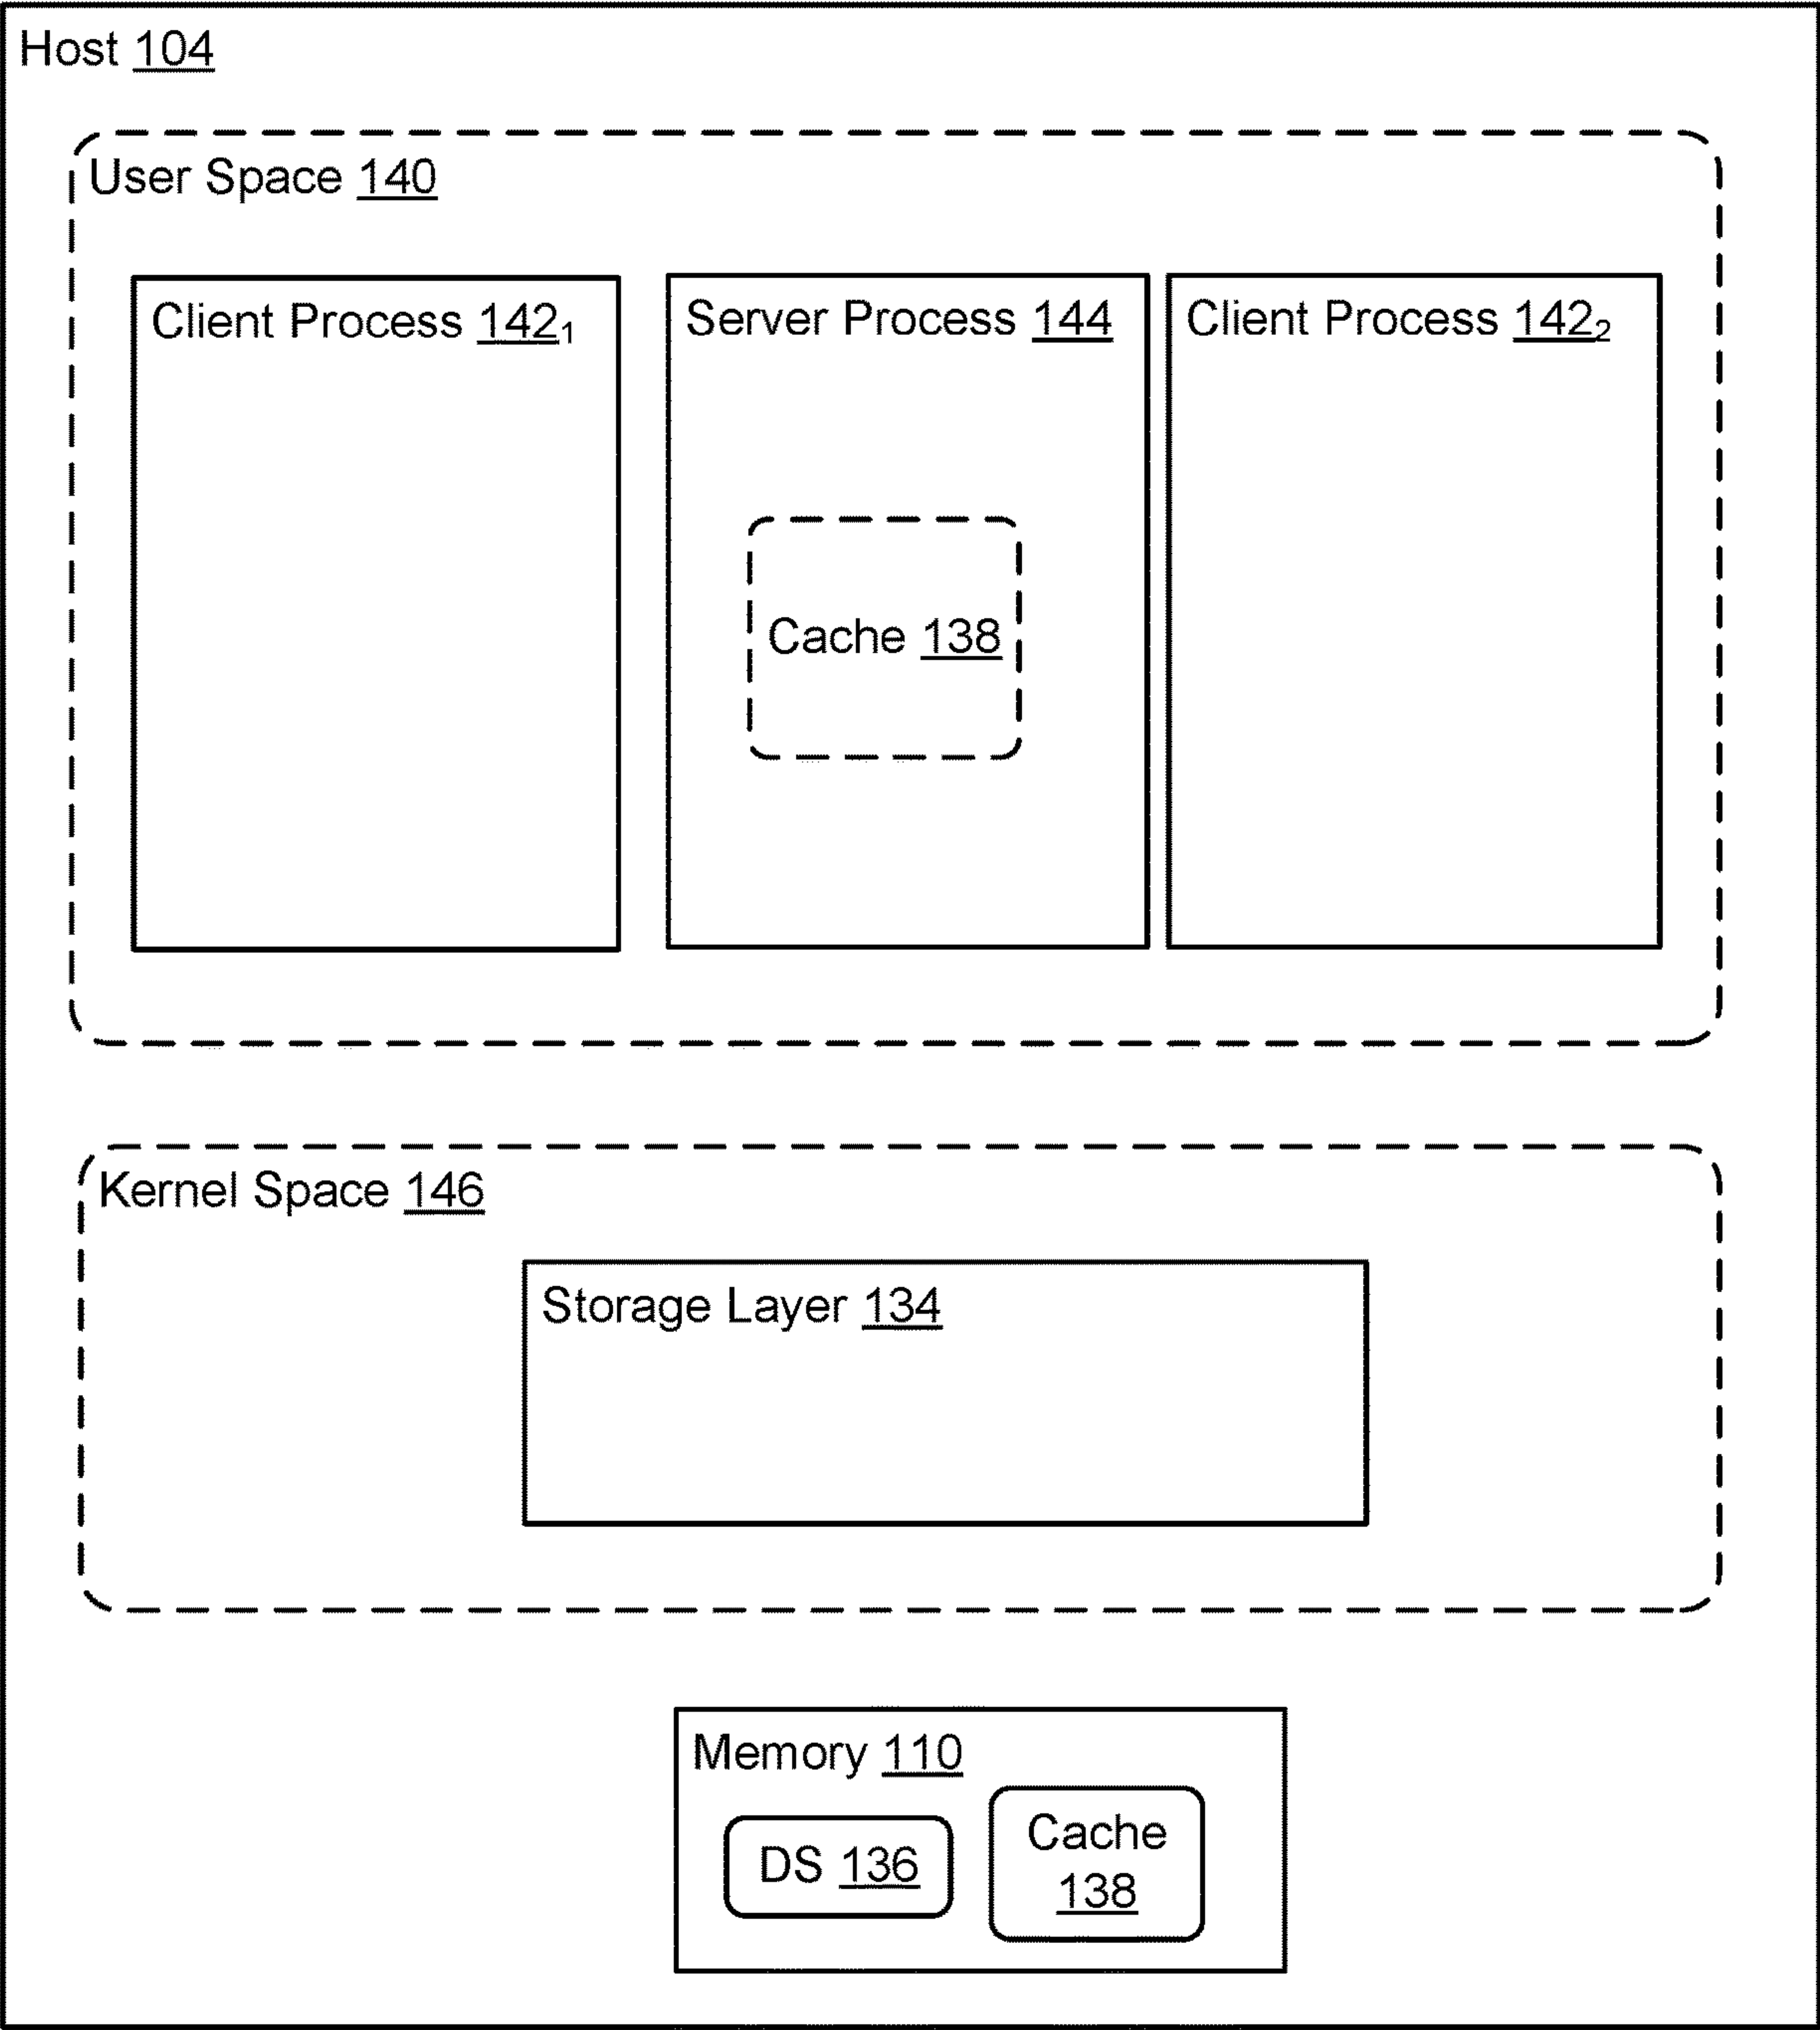 Host 104
User Space 140
Client Process 142₁
Server Process 144
Client Process 142₂
Cache 138
Kernel Space 146
Storage Layer 134
Memory 110
DS 136
Cache
138